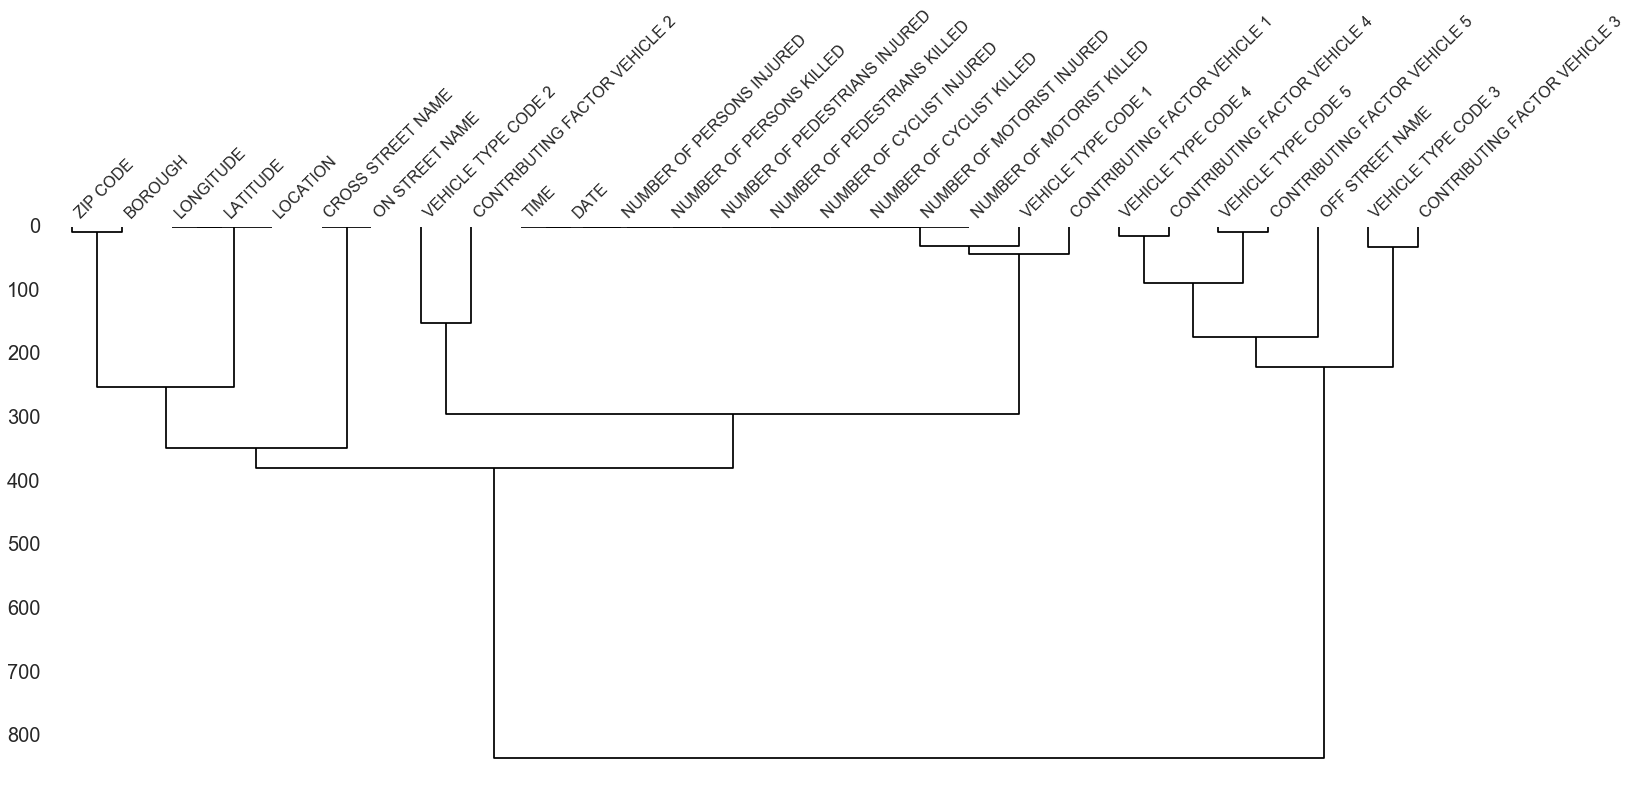 ZIP CODE
BOROUGH
LONGITUDE
LATITUDE
LOCATION
CROSS STREET NAME
ON STREET NAME
VEHICLE TYPE CODE 2
CONTRIBUTING FACTOR VEHICLE 2
TIME
DATE
NUMBER OF PERSONS INJURED
NUMBER OF PERSONS KILLED
NUMBER OF PEDESTRIANS INJURED
NUMBER OF PEDESTRIANS KILLED
NUMBER OF CYCLIST INJURED
NUMBER OF CYCLIST KILLED
NUMBER OF MOTORIST INJURED
NUMBER OF MOTORIST KILLED
VEHICLE TYPE CODE 1
CONTRIBUTING FACTOR VEHICLE 1
VEHICLE TYPE CODE 4
CONTRIBUTING FACTOR VEHICLE 4
VEHICLE TYPE CODE 5
CONTRIBUTING FACTOR VEHICLE 5
OFF STREET NAME
VEHICLE TYPE CODE 3
CONTRIBUTING FACTOR VEHICLE 3
0
100
200
300
400
500
600
700
800